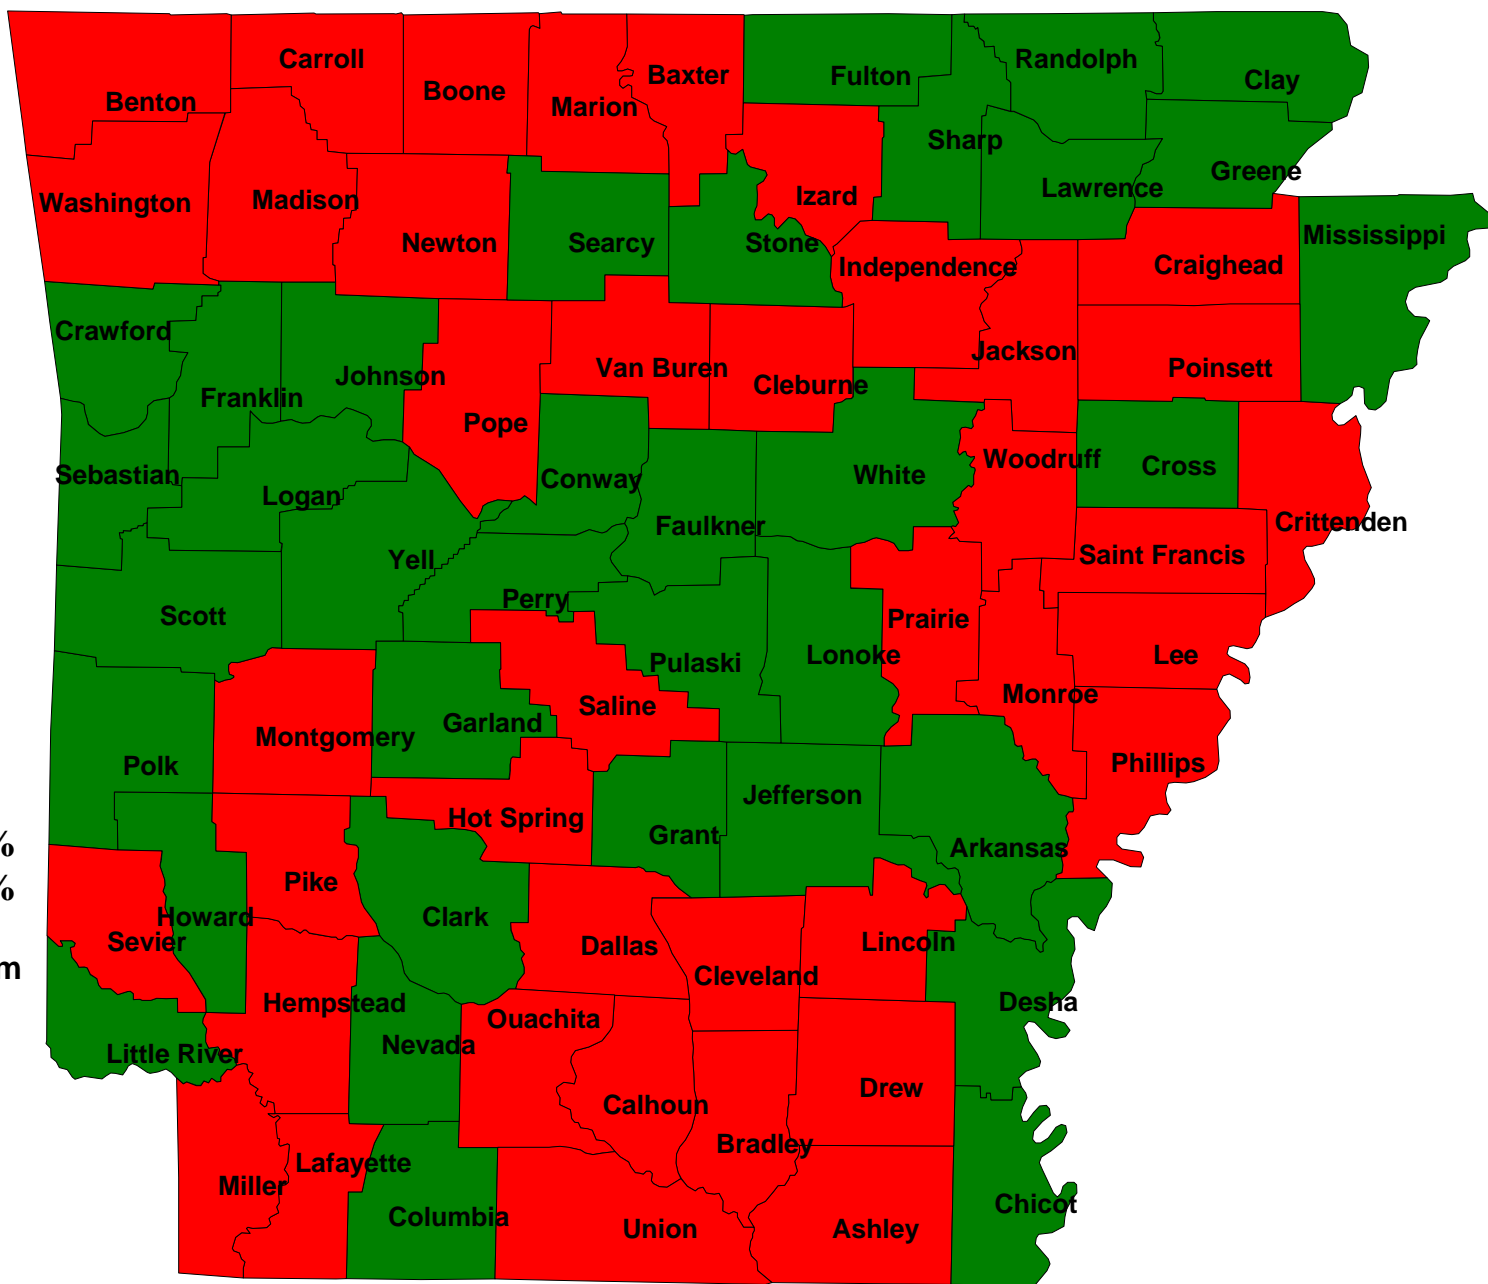 Carroll
Randolph
Baxter
Fulton
Clay
Boone
Benton
Marion
Sharp
Greene
Lawrence
Izard
Madison
Washington
Mississippi
Newton
Searcy
Stone
Independence
Craighead
Crawford
Jackson
Van Buren
Poinsett
Johnson
Cleburne
Franklin
Pope
Woodruff
Cross
Sebastian
White
Conway
Logan
Crittenden
Faulkner
Saint Francis
Yell
Perry
Scott
Prairie
Lonoke
Lee
Pulaski
Monroe
Saline
Garland
Montgomery
Phillips
Polk
Jefferson
Hot Spring
Grant
%
Arkansas
Pike
%
Howard
Clark
Sevier
Lincoln
Dallas
m
Cleveland
Hempstead
Desha
Ouachita
Nevada
Little River
Drew
Calhoun
Bradley
Lafayette
Miller
Chicot
Columbia
Union
Ashley